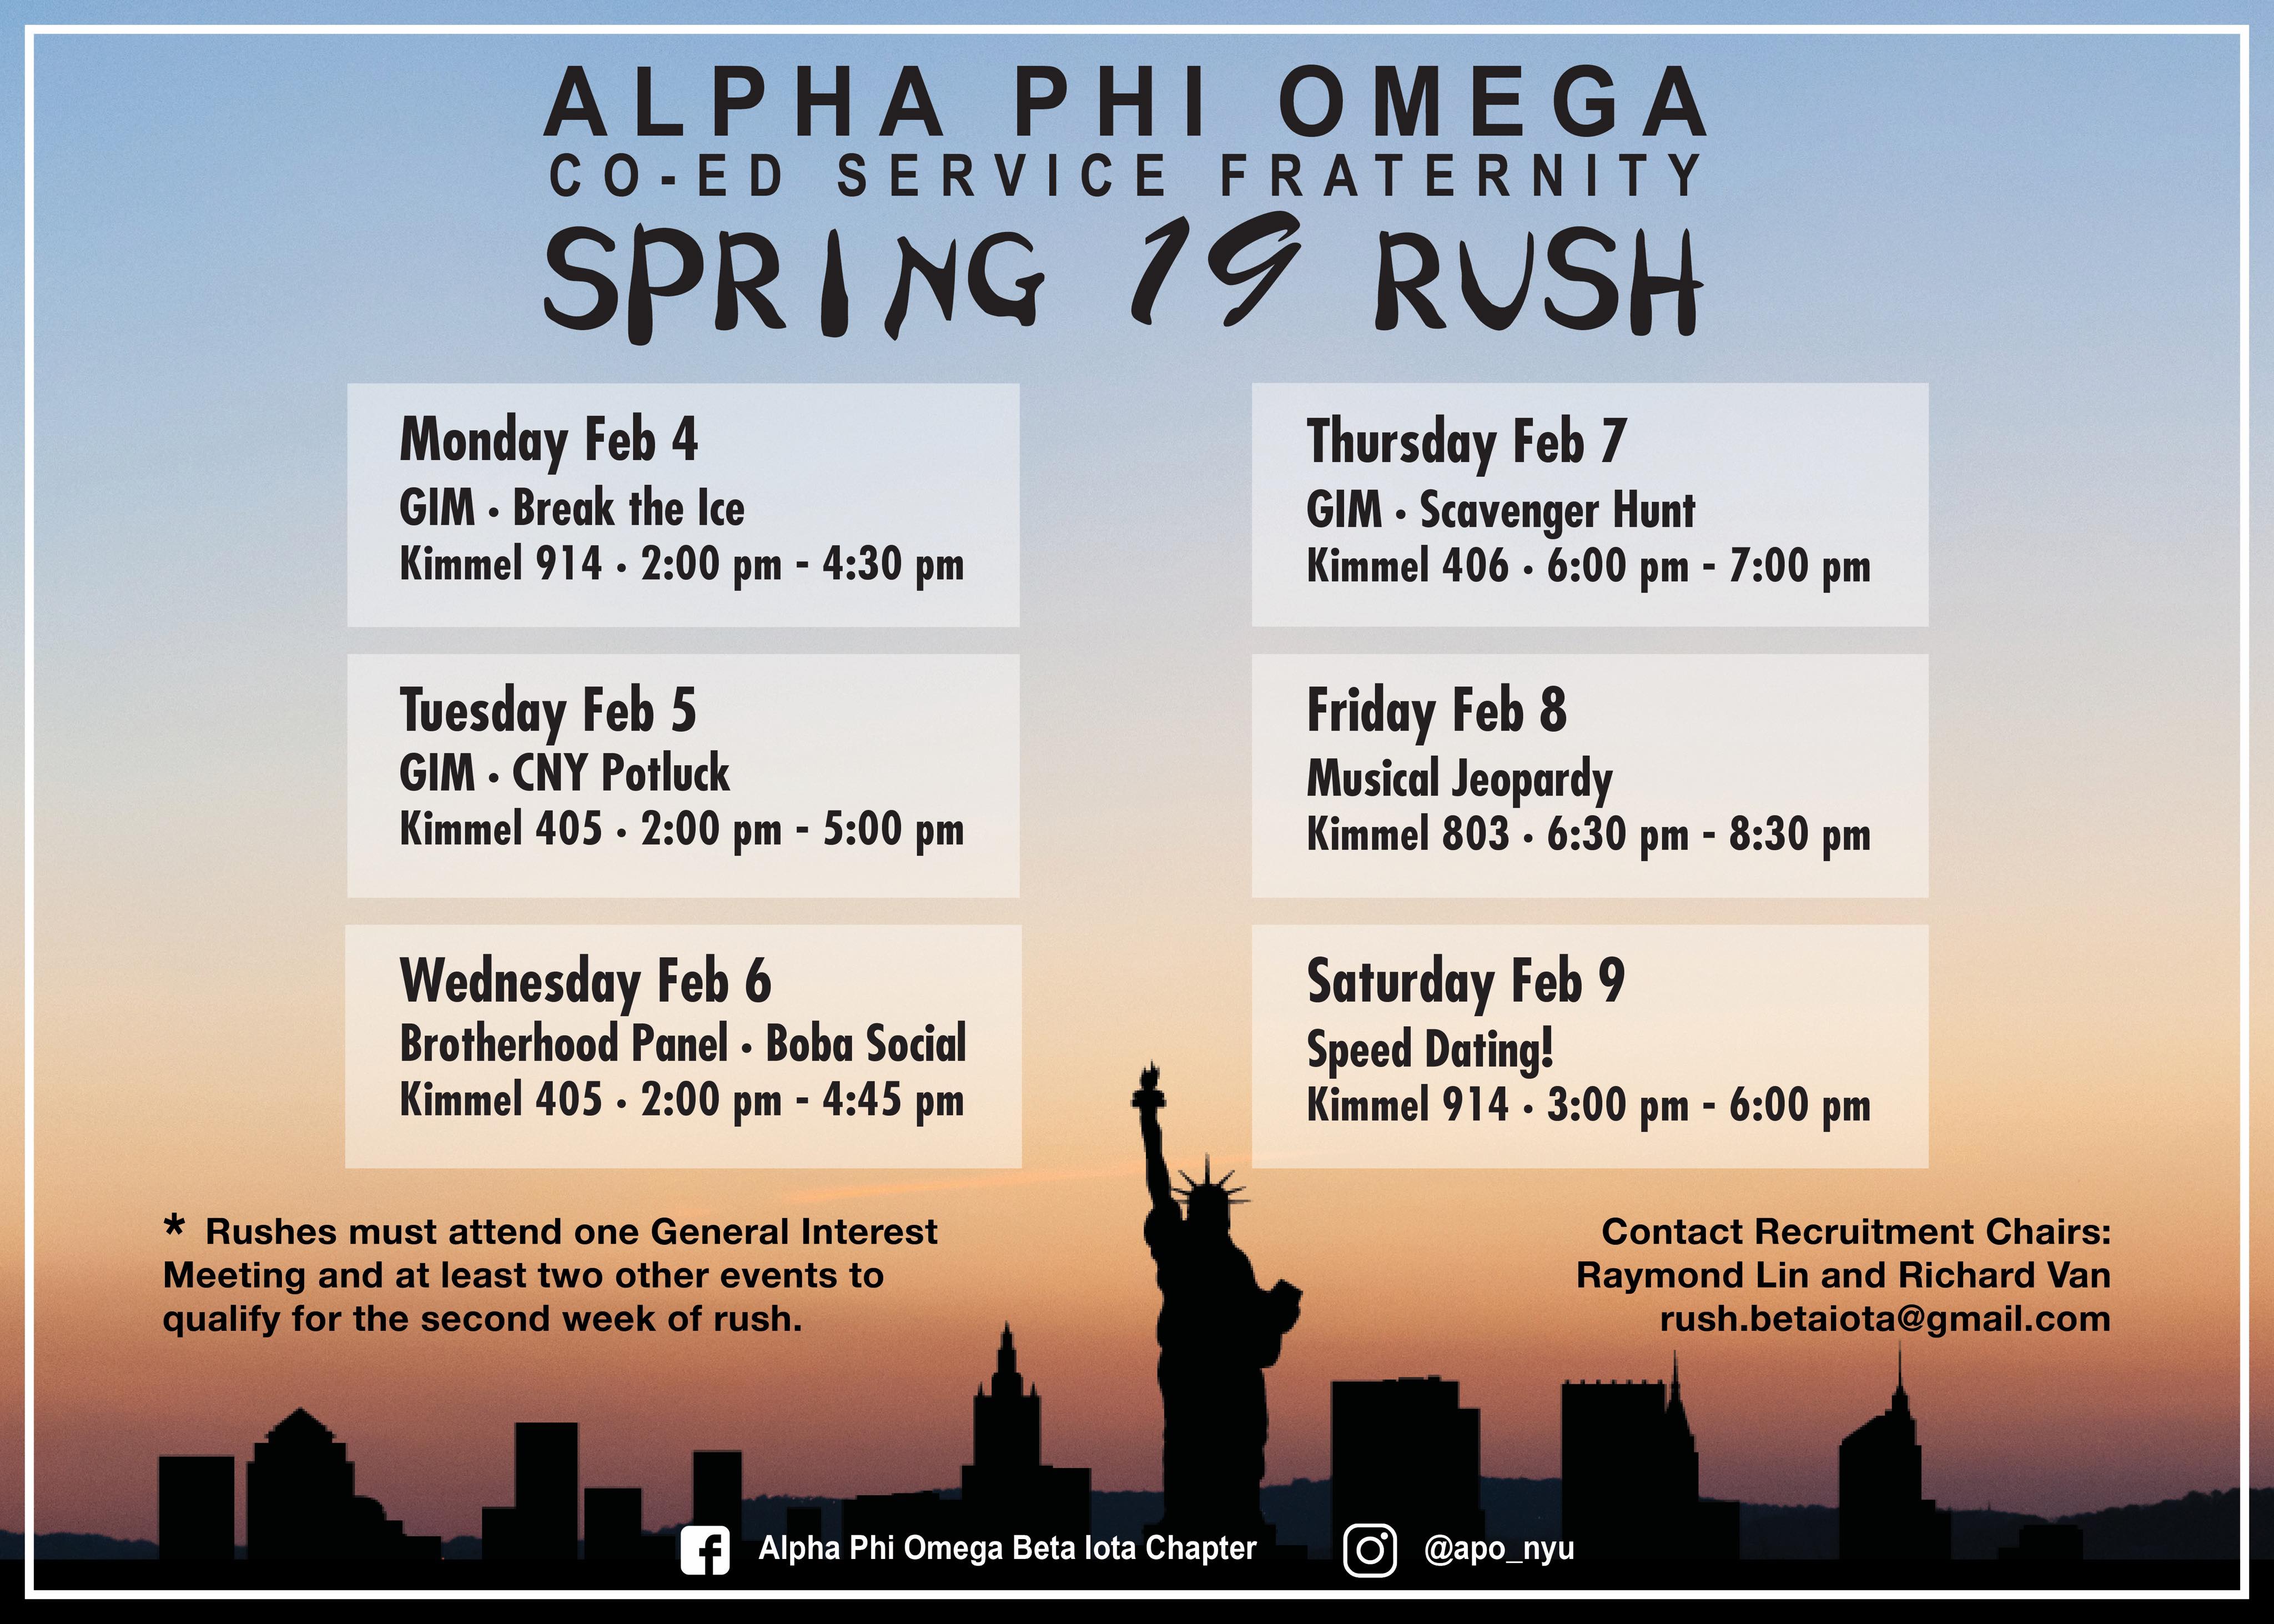 ALPHA PHI OMEGA
CO-ED SERVICE FRATERNITY
SPRING 19 RUSH
Monday Feb 4
GIM • Break the Ice
Kimmel 914 • 2:00 pm - 4:30 pm
Tuesday Feb 5
GIM • CNY Potluck
Kimmel 405 • 2:00 pm - 5:00 pm
Wednesday Feb 6
Brotherhood Panel • Boba Social
Kimmel 405 • 2:00 pm - 4:45 pm
Thursday Feb 7
GIM • Scavenger Hunt
Kimmel 406 • 6:00 pm - 7:00 pm
Friday Feb 8
Musical Jeopardy
Kimmel 803 • 6:30 pm - 8:30 pm
Saturday Feb 9
Speed Dating!
Kimmel 914 • 3:00 pm - 6:00 pm
* Rushes must attend one General Interest
Meeting and at least two other events to
qualify for the second week of rush.
Contact Recruitment Chairs:
Raymond Lin and Richard Van
rush.betaiota@gmail.com
Alpha Phi Omega Beta Iota Chapter
@apo_nyu